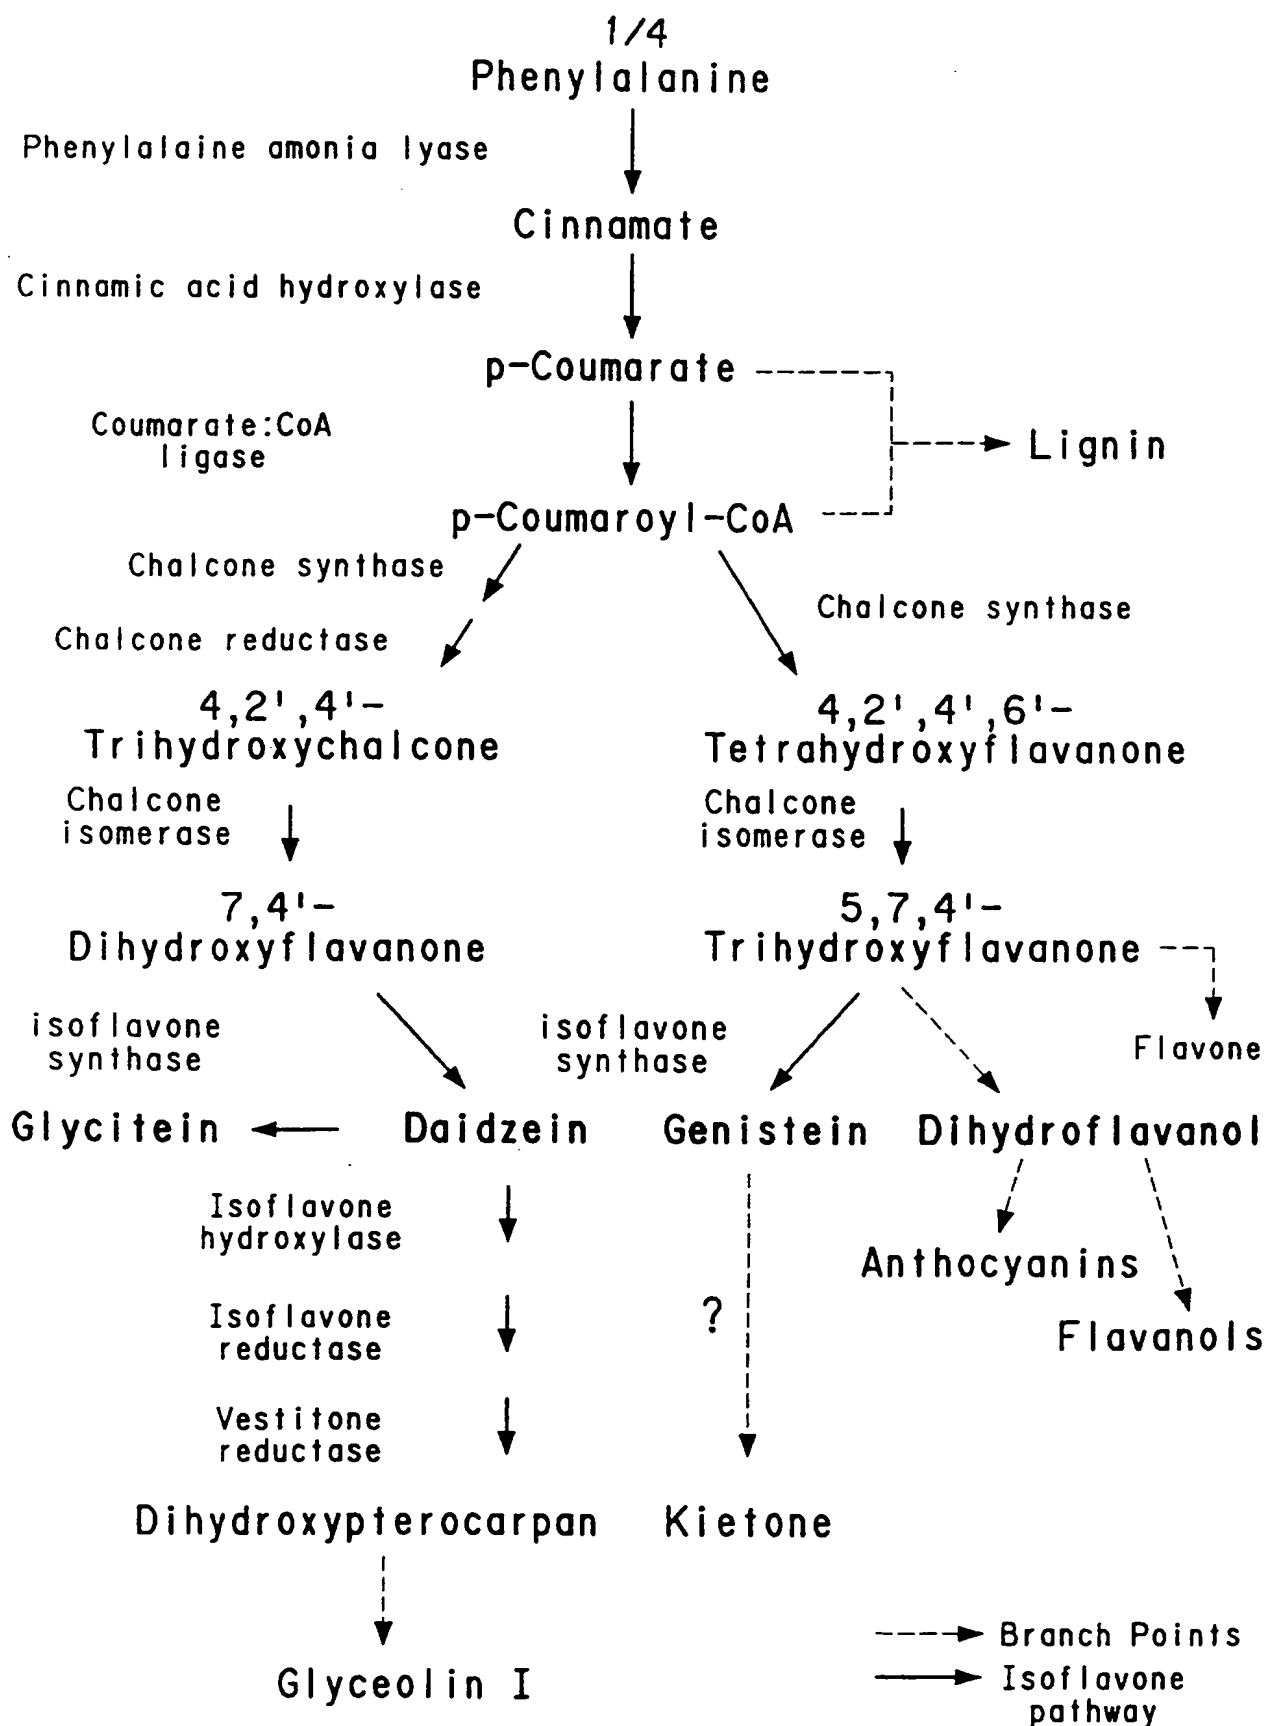 1/4
Phenylalanine
Phenylalaine amonia lyase
Cinnamate
Cinnamic acid hydroxylase
p-Coumarate
Coumarate:CoA
ligase
Lignin
p-Coumaroyl-CoA
Chalcone synthase
Chalcone synthase
Chalcone reductase
4,2',4'-
Trihydroxychalcone
4,2',4',6'-
Tetrahydroxyflavanone
Chalcone
isomerase
Chalcone
isomerase
7,4'-
Dihydroxyflavanone
5,7,4'-
Trihydroxyflavanone
isoflavone
synthase
isoflavone
synthase
Flavone
Glycitein
Daidzein
Genistein
Dihydroflavanol
Isoflavone
hydroxylase
Anthocyanins
Isoflavone
reductase
?
Flavanols
Vestitone
reductase
Dihydroxypterocarpan
Kietone
Glyceolin I
Branch Points
Isoflavone
pathway